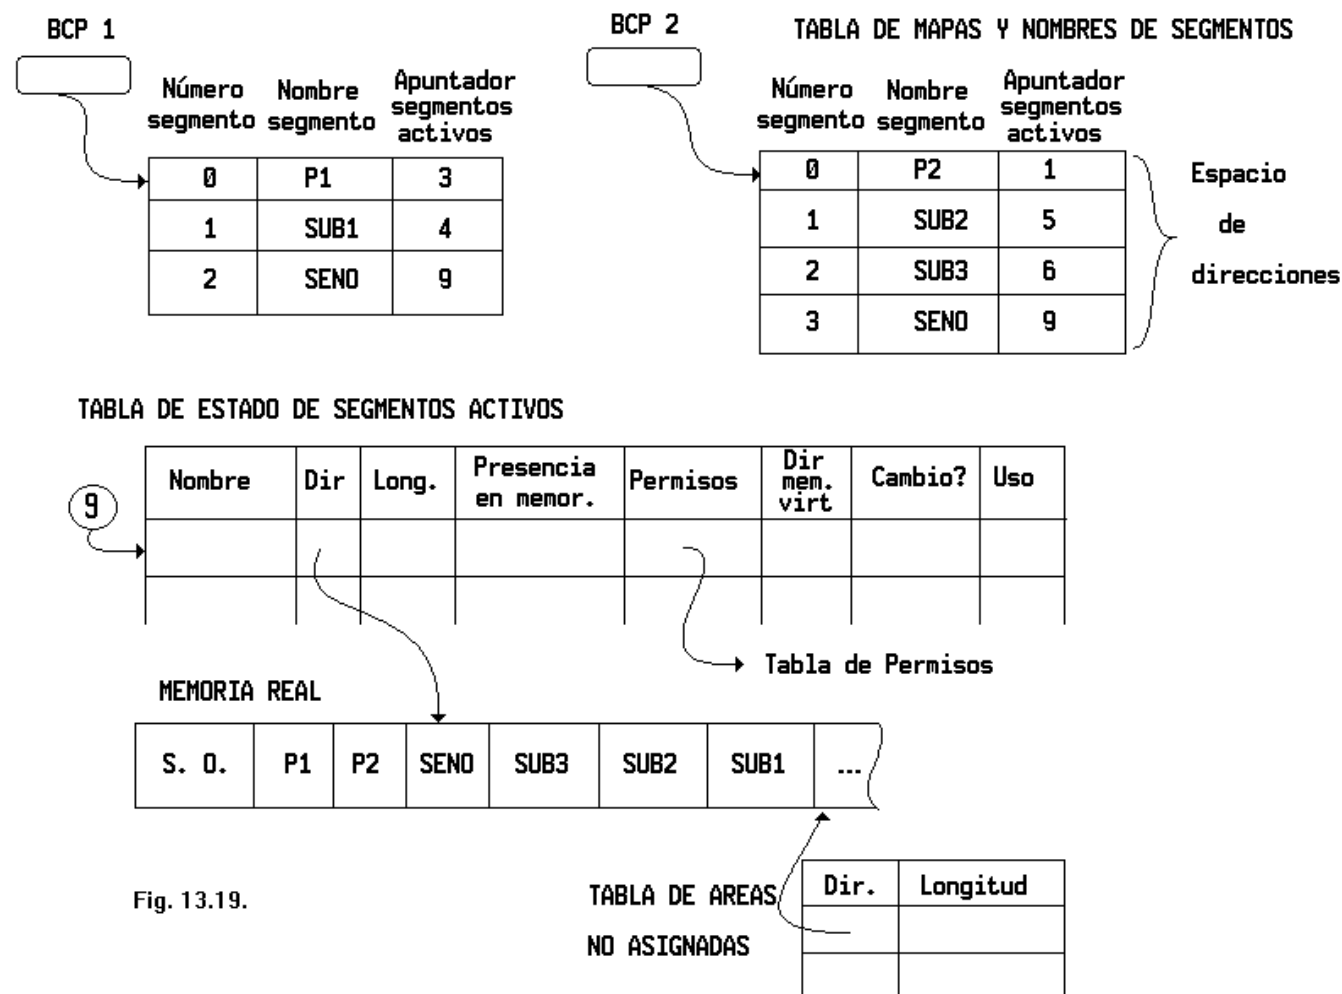 BCP 1
BCP 2
TABLA DE MAPAS Y NOMBRES DE SEGMENTOS
Número segmento
Nombre segmento
Apuntador segmentos activos
0 P1 3
1 SUB1 4
2 SENO 9
Número segmento
Nombre segmento
Apuntador segmentos activos
0 P2 1
1 SUB2 5
2 SUB3 6
3 SENO 9
Espacio
de
direcciones
TABLA DE ESTADO DE SEGMENTOS ACTIVOS
9
Nombre
Dir
Long.
Presencia
en memor.
Permisos
Dir
mem.
virt
Cambio?
Uso
Tabla de Permisos
MEMORIA REAL
S. O. P1 P2 SENO SUB3 SUB2 SUB1 ...
Fig. 13.19.
TABLA DE AREAS
NO ASIGNADAS
Dir. Longitud